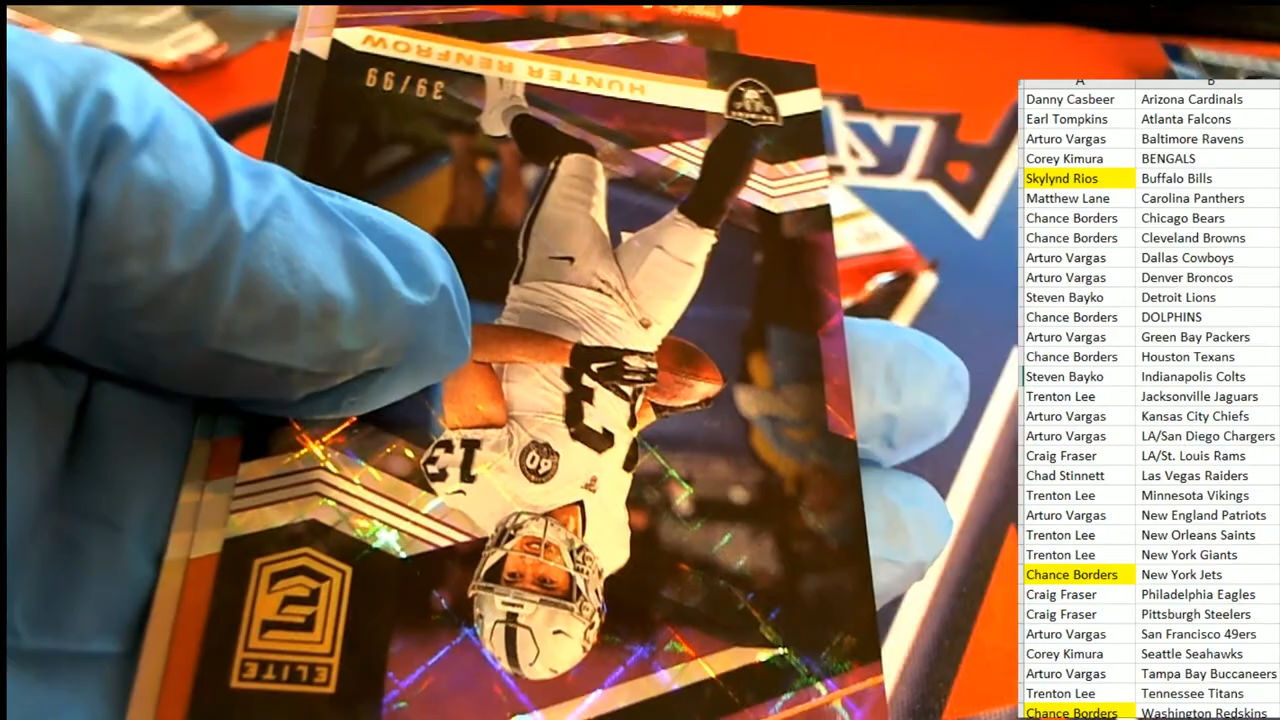 HUNTER RENFROW
39/99
13
60
ELITE
A B
Danny Casbeer Arizona Cardinals
Earl Tompkins Atlanta Falcons
Arturo Vargas Baltimore Ravens
Corey Kimura BENGALS
Skylynd Rios Buffalo Bills
Matthew Lane Carolina Panthers
Chance Borders Chicago Bears
Chance Borders Cleveland Browns
Arturo Vargas Dallas Cowboys
Arturo Vargas Denver Broncos
Steven Bayko Detroit Lions
Chance Borders DOLPHINS
Arturo Vargas Green Bay Packers
Chance Borders Houston Texans
Steven Bayko Indianapolis Colts
Trenton Lee Jacksonville Jaguars
Arturo Vargas Kansas City Chiefs
Arturo Vargas LA/San Diego Chargers
Craig Fraser LA/St. Louis Rams
Chad Stinnett Las Vegas Raiders
Trenton Lee Minnesota Vikings
Arturo Vargas New England Patriots
Trenton Lee New Orleans Saints
Trenton Lee New York Giants
Chance Borders New York Jets
Craig Fraser Philadelphia Eagles
Craig Fraser Pittsburgh Steelers
Arturo Vargas San Francisco 49ers
Corey Kimura Seattle Seahawks
Arturo Vargas Tampa Bay Buccaneers
Trenton Lee Tennessee Titans
Chance Borders Washington Redskins